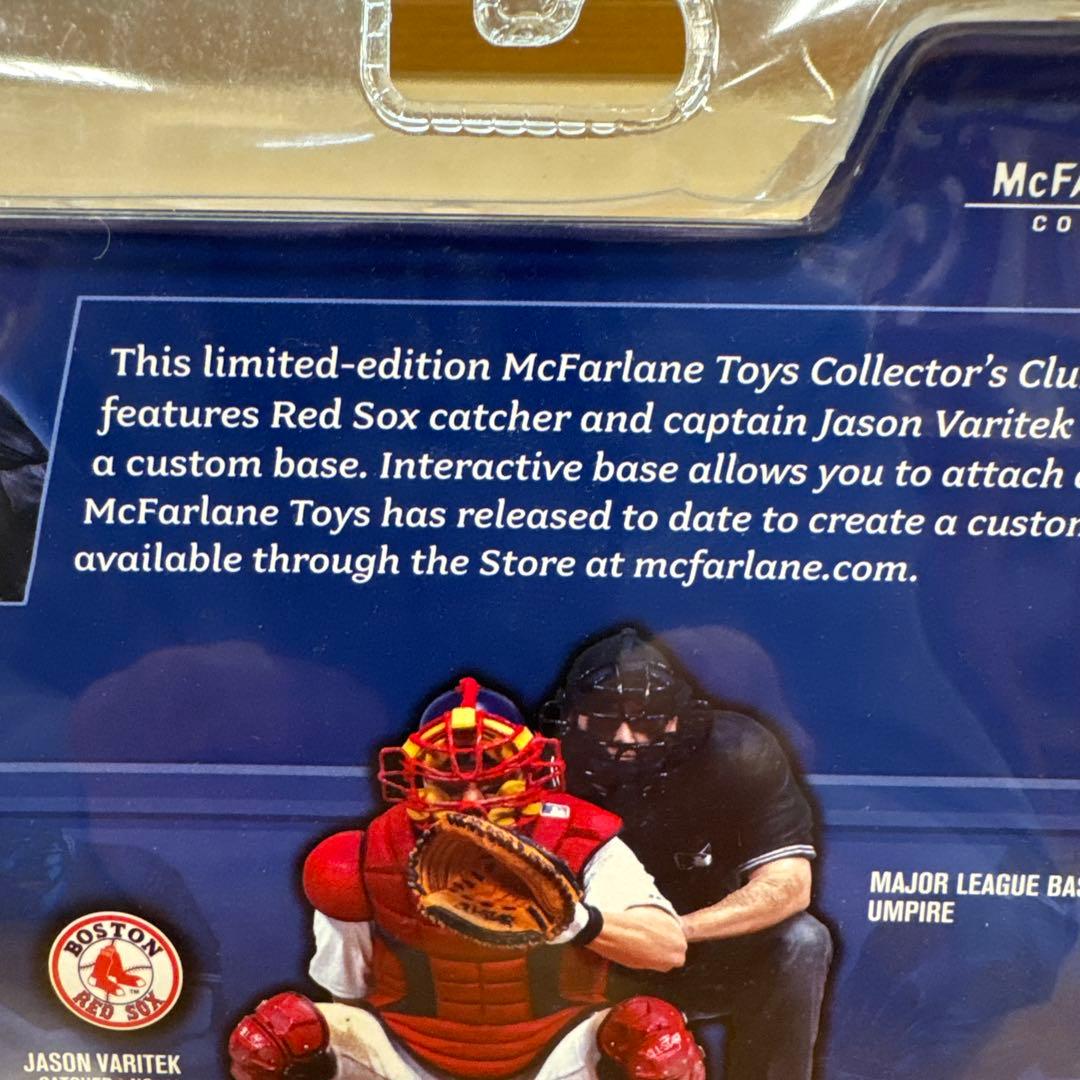 McFA
CO
This limited-edition McFarlane Toys Collector's Clu
features Red Sox catcher and captain Jason Varitek
a custom base. Interactive base allows you to attach
McFarlane Toys has released to date to create a custom
available through the Store at mcfarlane.com.
MAJOR LEAGUE BAS
UMPIRE
BOSTON
RED SOX
JASON VARITEK